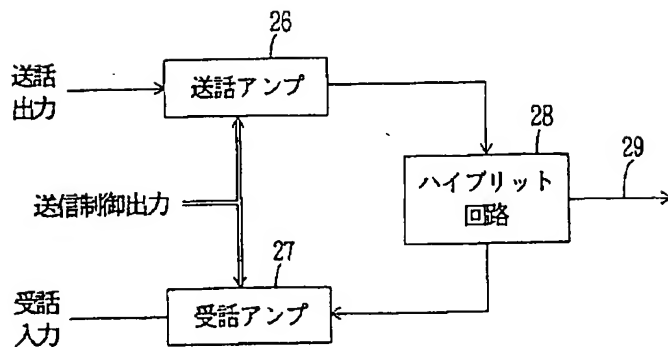 26
送話
出力
送話アンプ
28
29
ハイブリット
回路
送信制御出力
27
受話
入力
受話アンプ